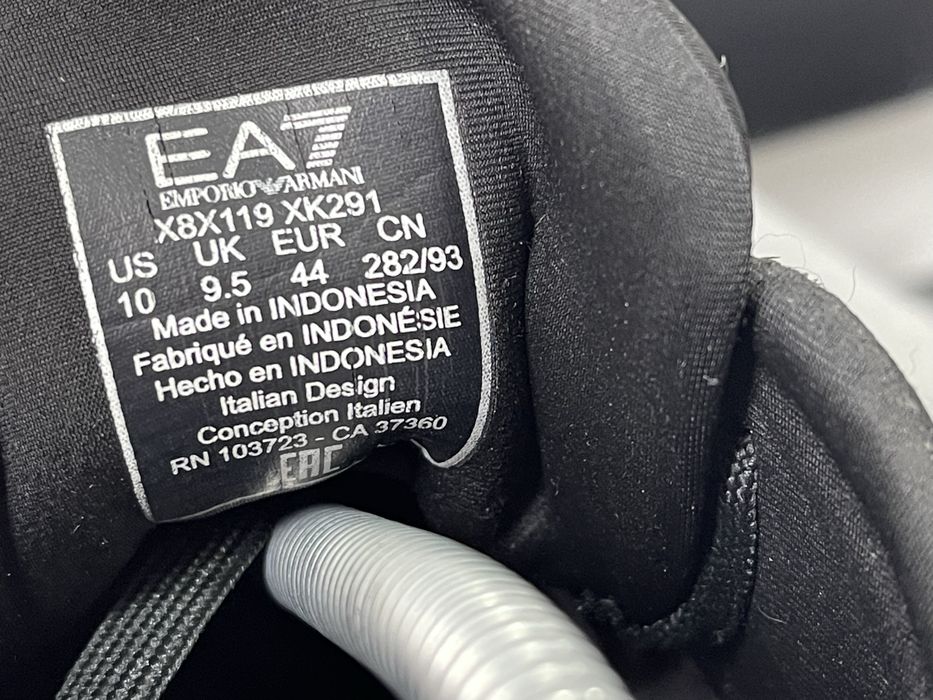 EA7
EMPORIO ARMANI
X8X119 XK291
US UK EUR CN
10 9.5 44 282/93
Made in INDONESIA
Fabriqué en INDONÉSIE
Hecho en INDONESIA
Italian Design
Conception Italien
RN 103723 - CA 37360
EAC